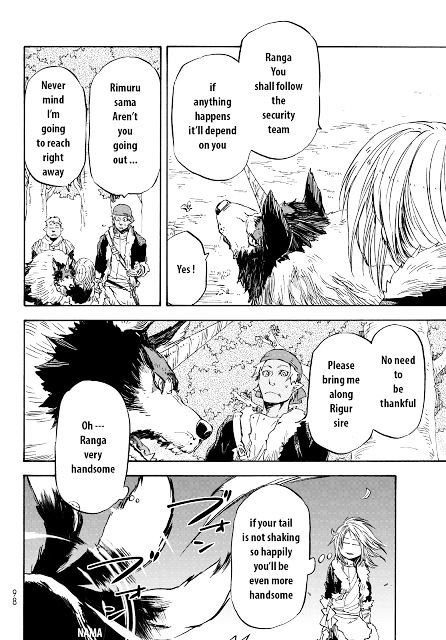 Ranga
You
shall follow
the
security
team
if
anything
happens
it'll depend
on you
Yes !
Rimuru
sama
Aren't
you
going
out ...
Never
mind
I'm
going
to reach
right
away
No need
to
be
thankful
Please
bring me
along
Rigur
sire
Oh ---
Ranga
very
handsome
if your tail
is not shaking
so happily
you'll be
even more
handsome
98
NAMA